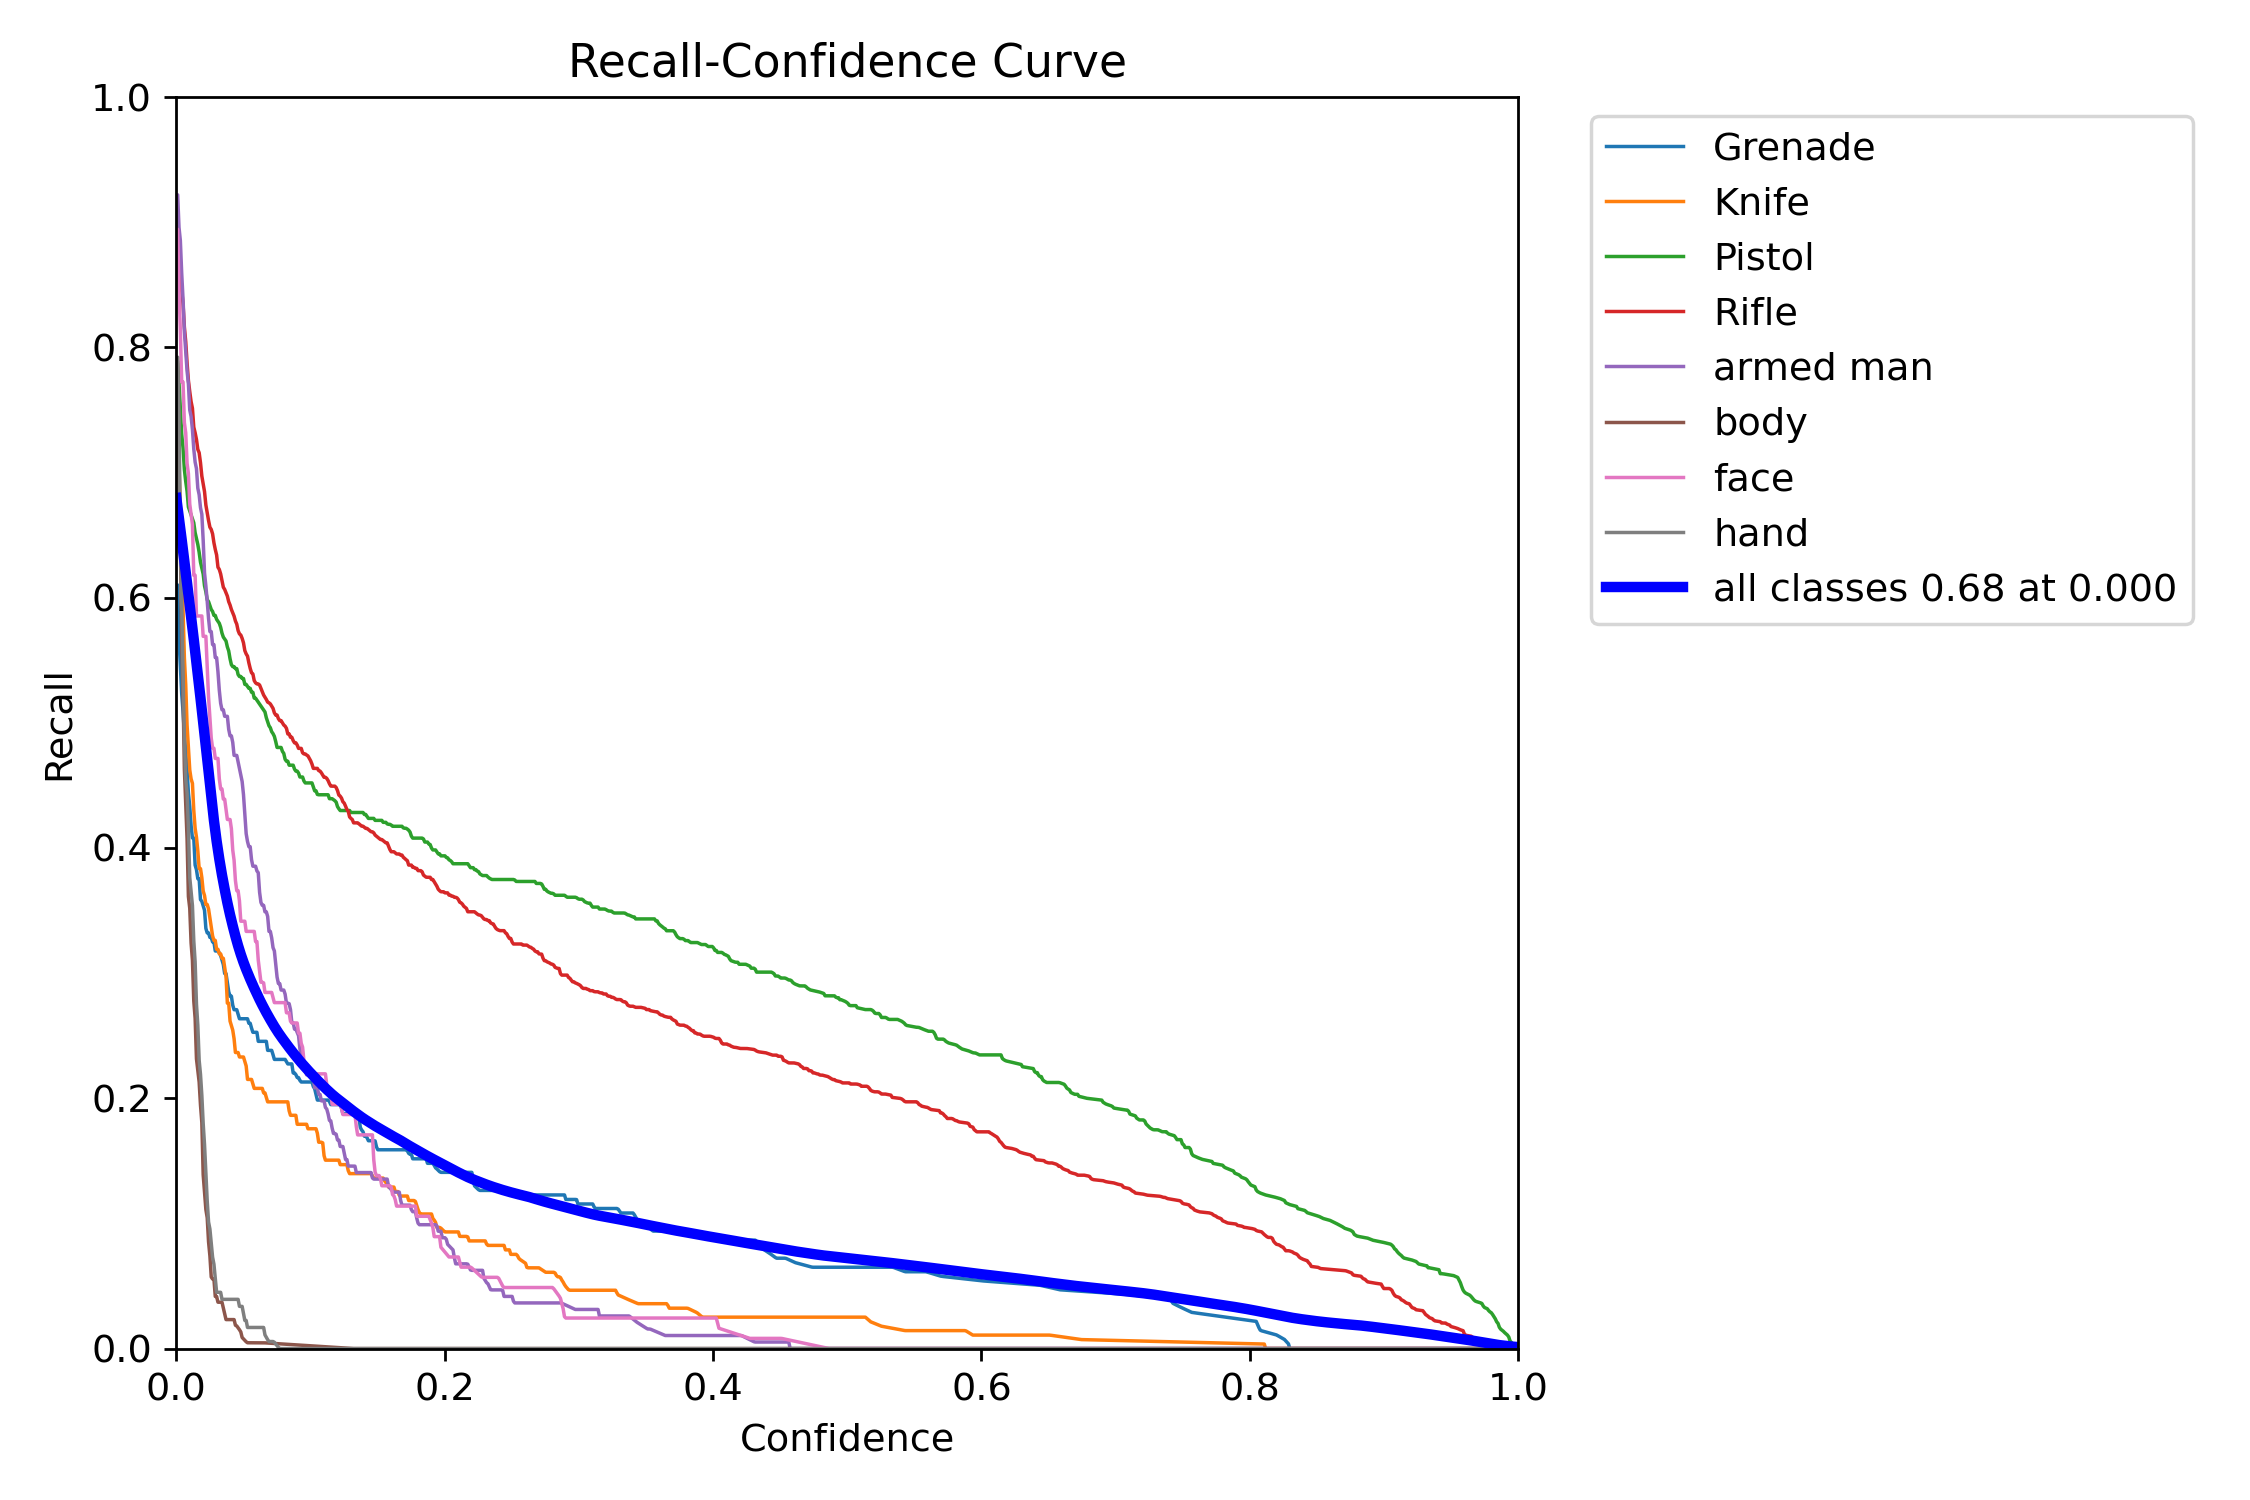 Recall-Confidence Curve
1.0
0.8
0.6
0.4
0.2
0.0
Recall
0.0
0.2
0.4
0.6
0.8
1.0
Confidence
Grenade
Knife
Pistol
Rifle
armed man
body
face
hand
all classes 0.68 at 0.000